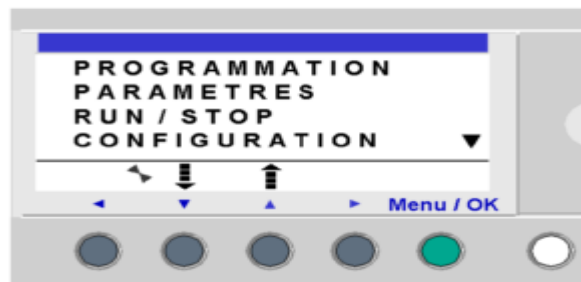 PROGRAMMATION
PARAMETRES
RUN / STOP
CONFIGURATION
Menu / OK